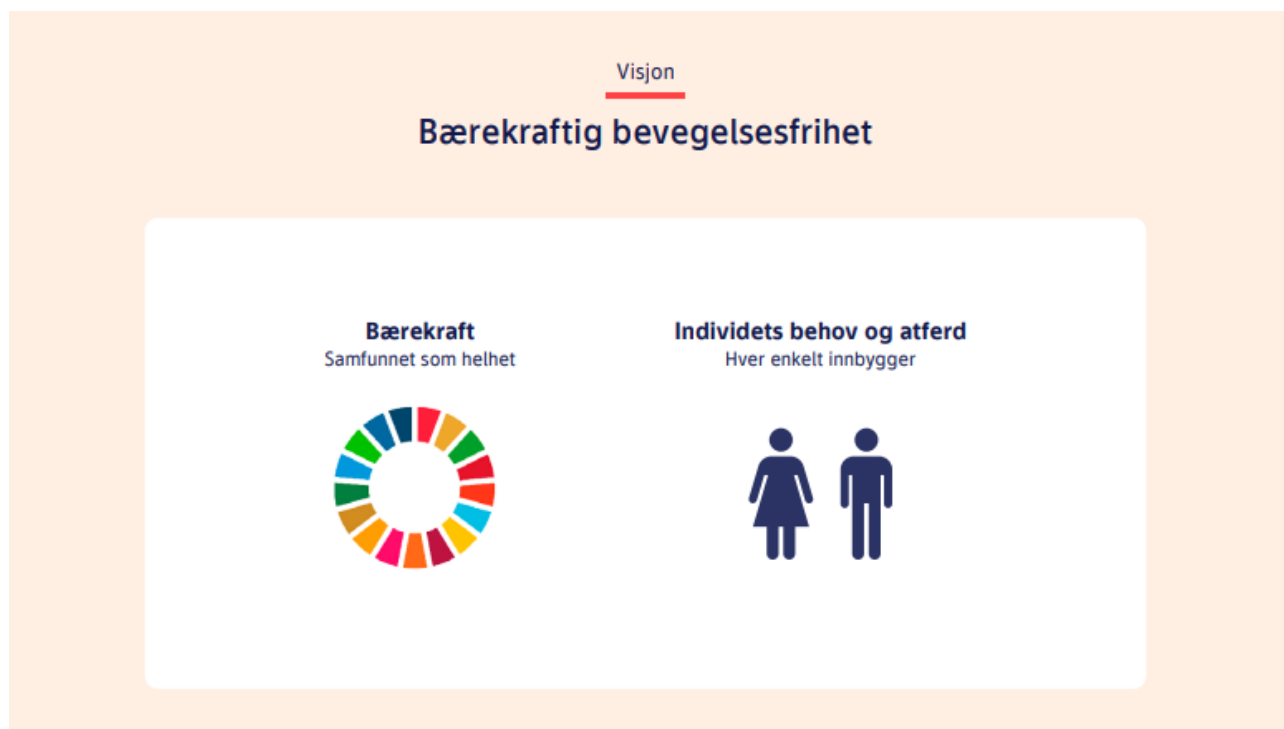 Visjon
Bærekraftig bevegelsesfrihet
Bærekraft
Samfunnet som helhet
Individets behov og atferd
Hver enkelt innbygger